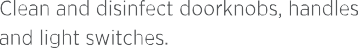 Clean and disinfect doorknobs, handles
and light switches.